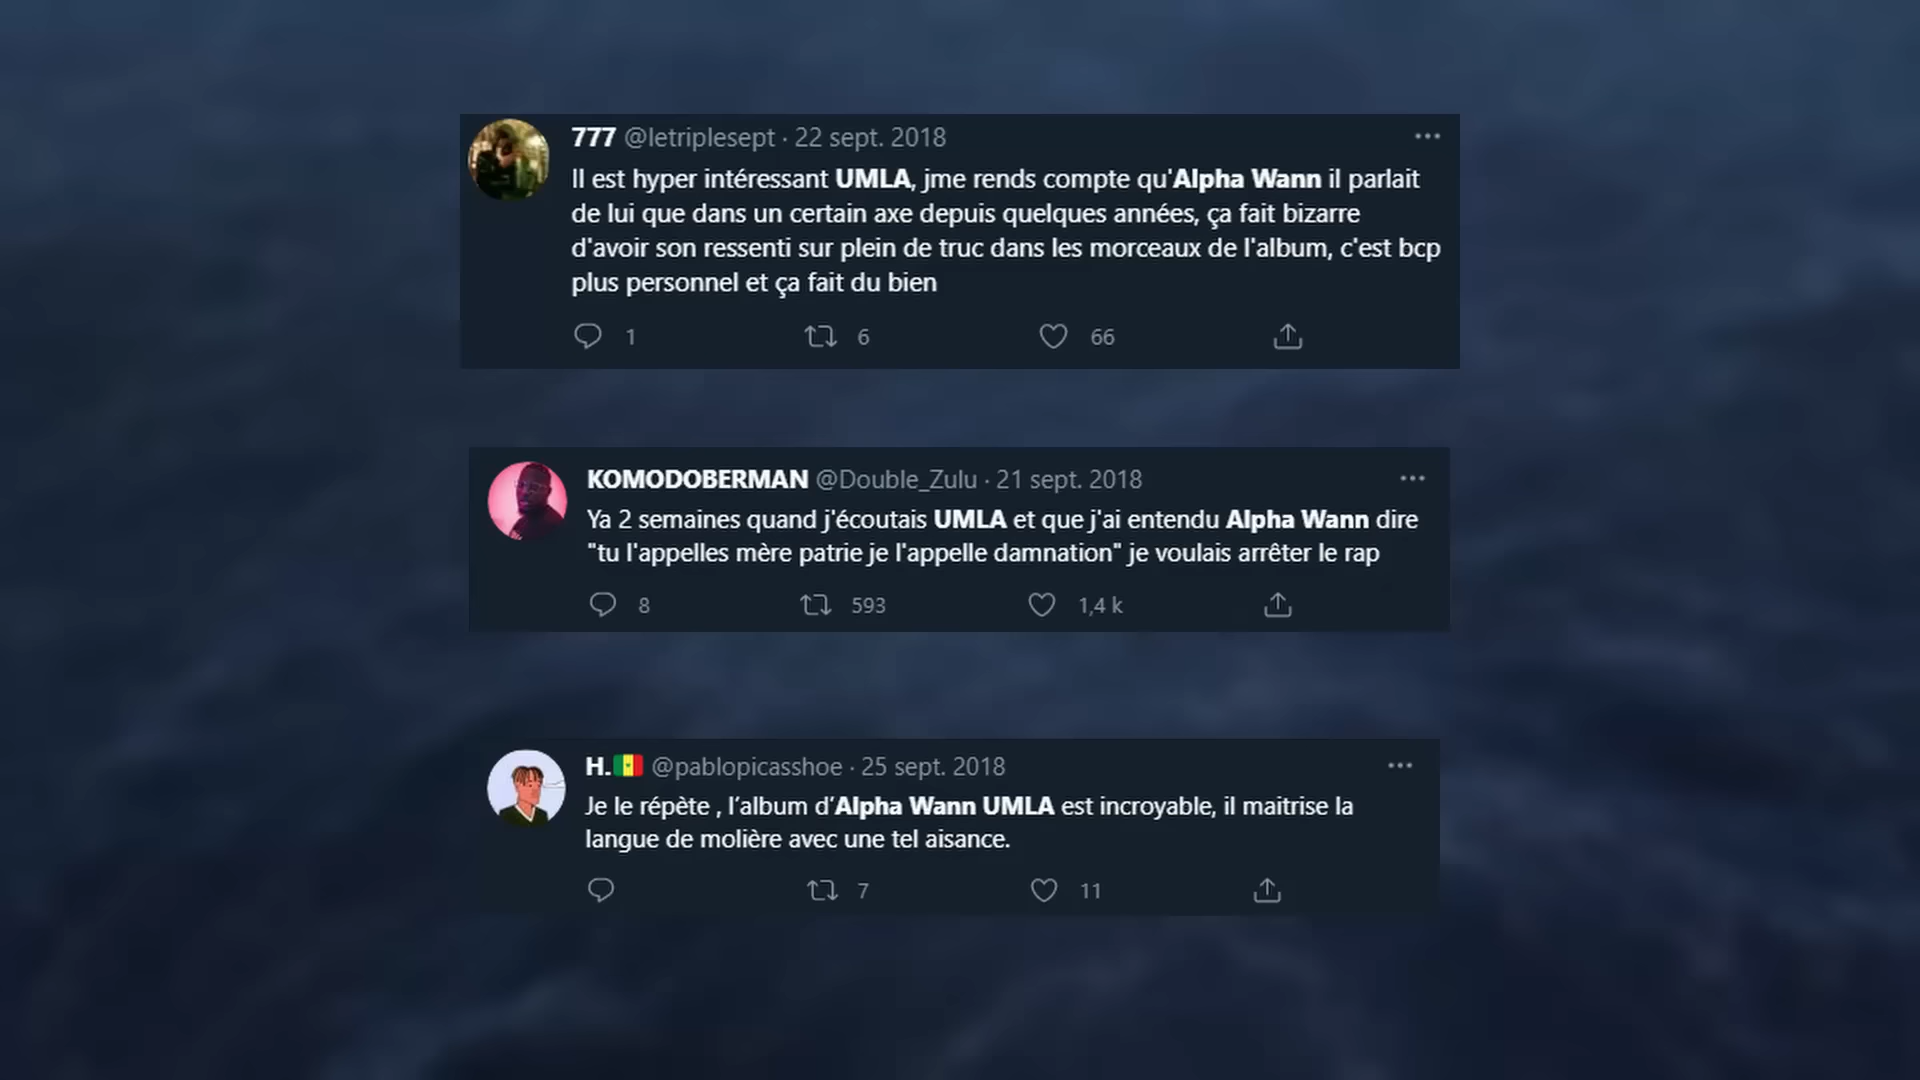 777 @letriplesept · 22 sept. 2018
Il est hyper intéressant UMLA, jme rends compte qu'Alpha Wann il parlait
de lui que dans un certain axe depuis quelques années, ça fait bizarre
d'avoir son ressenti sur plein de truc dans les morceaux de l'album, c'est bcp
plus personnel et ça fait du bien
1 6 66
KOMODOBERMAN @Double_Zulu · 21 sept. 2018
Ya 2 semaines quand j'écoutais UMLA et que j'ai entendu Alpha Wann dire
"tu l'appelles mère patrie je l'appelle damnation" je voulais arrêter le rap
8 593 1,4 k
H.🇸🇳 @pablopicasshoe · 25 sept. 2018
Je le répète , l’album d’Alpha Wann UMLA est incroyable, il maitrise la
langue de molière avec une tel aisance.
7 11